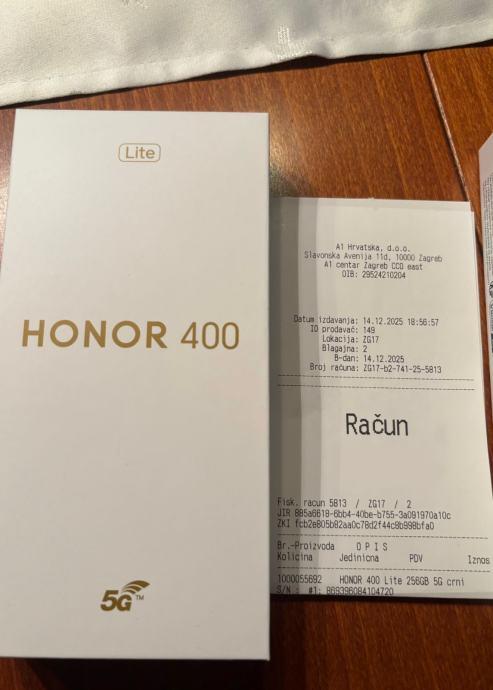 Lite
HONOR 400
5G™
A1 Hrvatska, d.o.o.
Slavonska Avenija 11d, 10000 Zagreb
A1 centar Zagreb CCO east
OIB: 29524210204
Datum izdavanja: 14.12.2025 18:56:57
ID prodavač: 149
Lokacija: ZG17
Blagajna: 2
B-dan: 14.12.2025
Broj računa: ZG17-b2-741-25-5813
Račun
Fisk. racun 5813 / ZG17 / 2
JIR 885a6618-6bb4-40be-b755-3a091970a10c
ZKI fcb2e805b82aa0c78d2f44c8b998bfa0
Br.-Proizvoda O P I S
Kolicina Jedinicna PDV Iznos
1000055692 HONOR 400 Lite 256GB 5G crni
S/N : #1: 869396084104720